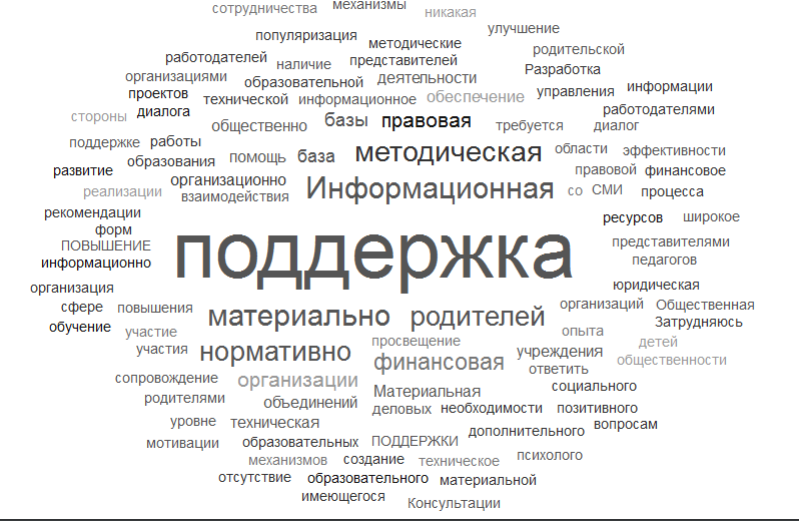 сотрудничества механизмы никакая
популяризация методические улучшение
работодателей наличие представителей родительской
организациями образовательной деятельности Разработка
проектов технической информационное обеспечение управления информации
стороны диалога общественно базы правовая требуется диалог работодателями
поддержке работы образования помощь база методическая области эффективности
развитие организационно правовой финансовое
реализации взаимодействия Информационная со СМИ процесса
рекомендации форм ресурсов широкое
ПОВЫШЕНИЕ поддержка представителями
информационно педагогов
организация юридическая
сфере повышения материально родителей организаций Общественная
обучение участие опыта Затрудняюсь
участия нормативно просвещение финансовая учреждения детей
ответить общественности
сопровождение организации Материальная социального
родителями объединений деловых необходимости позитивного
уровне техническая дополнительного вопросам
мотивации образовательных ПОДДЕРЖКИ
механизмов создание техническое психолого
отсутствие образовательного материальной
имеющегося Консультации